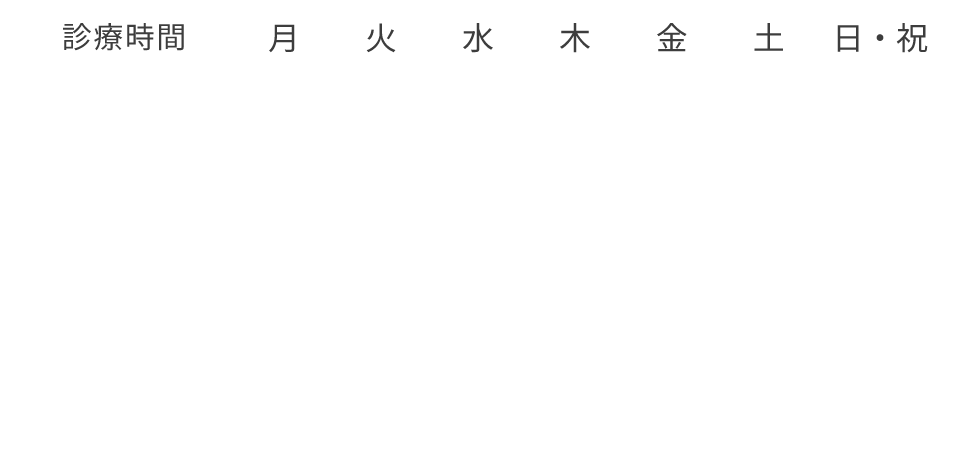 診療時間 月 火 水 木 金 土 日・祝